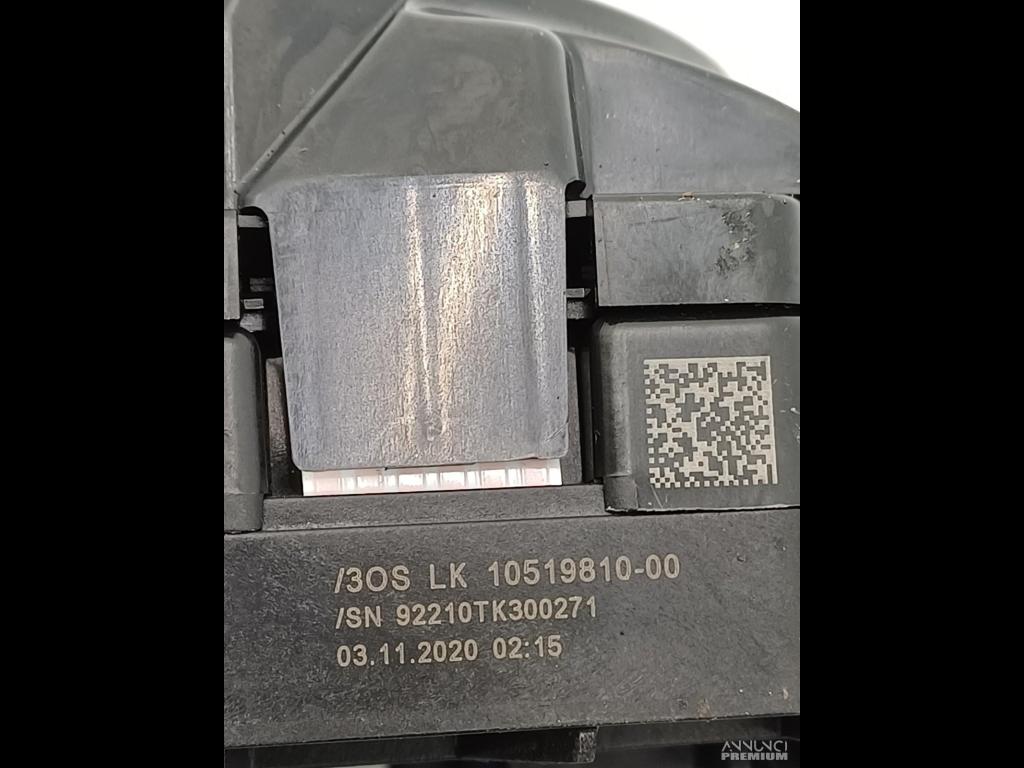 /3OS LK 10519810-00
/SN 92210TK300271
03.11.2020 02:15
ANNUNCI
PREMIUM